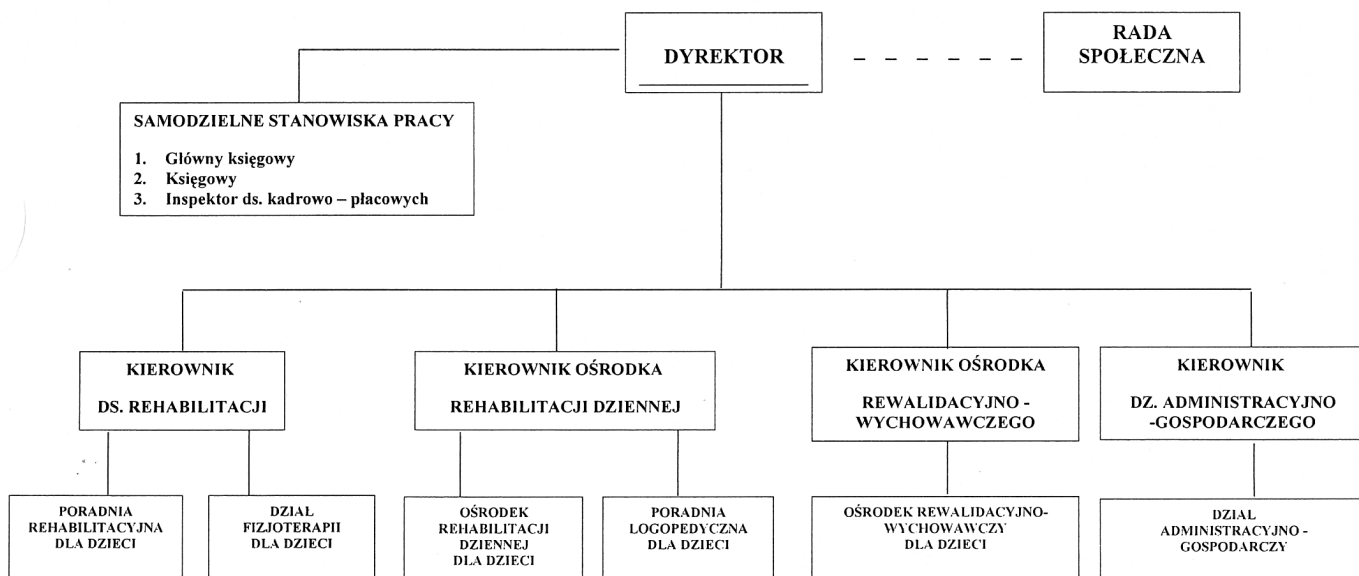 DYREKTOR
RADA
SPOŁECZNA
SAMODZIELNE STANOWISKA PRACY
1. Główny księgowy
2. Księgowy
3. Inspektor ds. kadrowo – płacowych
KIEROWNIK
DS. REHABILITACJI
KIEROWNIK OŚRODKA
REHABILITACJI DZIENNEJ
KIEROWNIK OŚRODKA
REWALIDACYJNO -
WYCHOWAWCZEGO
KIEROWNIK
DZ. ADMINISTRACYJNO
-GOSPODARCZEGO
PORADNIA
REHABILITACYJNA
DLA DZIECI
DZIAŁ
FIZJOTERAPII
DLA DZIECI
OŚRODEK
REHABILITACJI
DZIENNEJ
DLA DZIECI
PORADNIA
LOGOPEDYCZNA
DLA DZIECI
OŚRODEK REWALIDACYJNO-
WYCHOWAWCZY
DLA DZIECI
DZIAŁ
ADMINISTRACYJNO -
GOSPODARCZY